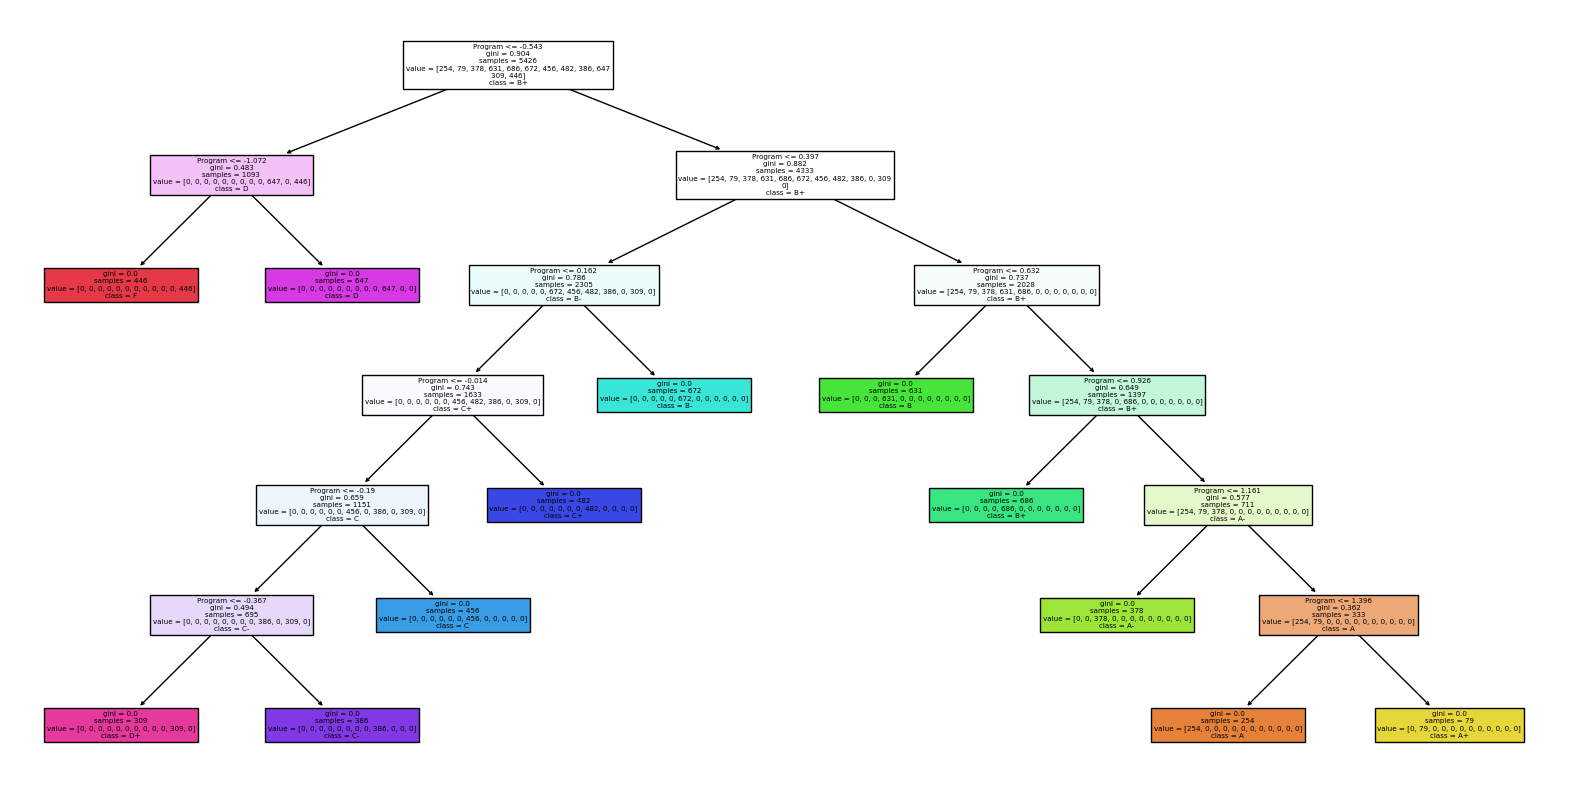 Program <= -0.543
gini = 0.904
samples = 5426
value = [254, 79, 378, 631, 686, 672, 456, 482, 386, 647
309, 446]
class = B+
Program <= -1.072
gini = 0.483
samples = 1093
value = [0, 0, 0, 0, 0, 0, 0, 0, 0, 647, 0, 446]
class = D
Program <= 0.397
gini = 0.882
samples = 4333
value = [254, 79, 378, 631, 686, 672, 456, 482, 386, 0, 309
0]
class = B+
gini = 0.0
samples = 446
value = [0, 0, 0, 0, 0, 0, 0, 0, 0, 0, 0, 446]
class = F
gini = 0.0
samples = 647
value = [0, 0, 0, 0, 0, 0, 0, 0, 0, 647, 0, 0]
class = D
Program <= 0.162
gini = 0.786
samples = 2305
value = [0, 0, 0, 0, 0, 672, 456, 482, 386, 0, 309, 0]
class = B-
Program <= 0.632
gini = 0.737
samples = 2028
value = [254, 79, 378, 631, 686, 0, 0, 0, 0, 0, 0, 0]
class = B+
Program <= -0.014
gini = 0.743
samples = 1633
value = [0, 0, 0, 0, 0, 0, 456, 482, 386, 0, 309, 0]
class = C+
gini = 0.0
samples = 672
value = [0, 0, 0, 0, 0, 672, 0, 0, 0, 0, 0, 0]
class = B-
gini = 0.0
samples = 631
value = [0, 0, 0, 631, 0, 0, 0, 0, 0, 0, 0, 0]
class = B
Program <= 0.926
gini = 0.649
samples = 1397
value = [254, 79, 378, 0, 686, 0, 0, 0, 0, 0, 0, 0]
class = B+
Program <= -0.19
gini = 0.659
samples = 1151
value = [0, 0, 0, 0, 0, 0, 456, 0, 386, 0, 309, 0]
class = C
gini = 0.0
samples = 482
value = [0, 0, 0, 0, 0, 0, 0, 482, 0, 0, 0, 0]
class = C+
gini = 0.0
samples = 686
value = [0, 0, 0, 0, 686, 0, 0, 0, 0, 0, 0, 0]
class = B+
Program <= 1.161
gini = 0.577
samples = 711
value = [254, 79, 378, 0, 0, 0, 0, 0, 0, 0, 0, 0]
class = A-
Program <= -0.367
gini = 0.494
samples = 695
value = [0, 0, 0, 0, 0, 0, 0, 0, 386, 0, 309, 0]
class = C-
gini = 0.0
samples = 456
value = [0, 0, 0, 0, 0, 0, 456, 0, 0, 0, 0, 0]
class = C
gini = 0.0
samples = 378
value = [0, 0, 378, 0, 0, 0, 0, 0, 0, 0, 0, 0]
class = A-
Program <= 1.396
gini = 0.362
samples = 333
value = [254, 79, 0, 0, 0, 0, 0, 0, 0, 0, 0, 0]
class = A
gini = 0.0
samples = 309
value = [0, 0, 0, 0, 0, 0, 0, 0, 0, 0, 309, 0]
class = D+
gini = 0.0
samples = 386
value = [0, 0, 0, 0, 0, 0, 0, 0, 386, 0, 0, 0]
class = C-
gini = 0.0
samples = 254
value = [254, 0, 0, 0, 0, 0, 0, 0, 0, 0, 0, 0]
class = A
gini = 0.0
samples = 79
value = [0, 79, 0, 0, 0, 0, 0, 0, 0, 0, 0, 0]
class = A+